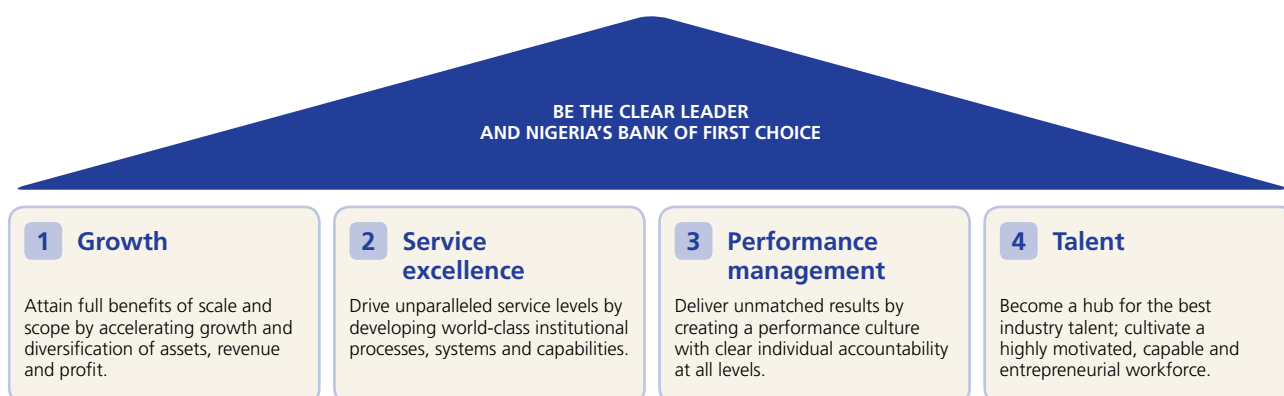 BE THE CLEAR LEADER
AND NIGERIA'S BANK OF FIRST CHOICE
1 Growth
Attain full benefits of scale and
scope by accelerating growth and
diversification of assets, revenue
and profit.
2 Service
excellence
Drive unparalleled service levels by
developing world-class institutional
processes, systems and capabilities.
3 Performance
management
Deliver unmatched results by
creating a performance culture
with clear individual accountability
at all levels.
4 Talent
Become a hub for the best
industry talent; cultivate a
highly motivated, capable and
entrepreneurial workforce.